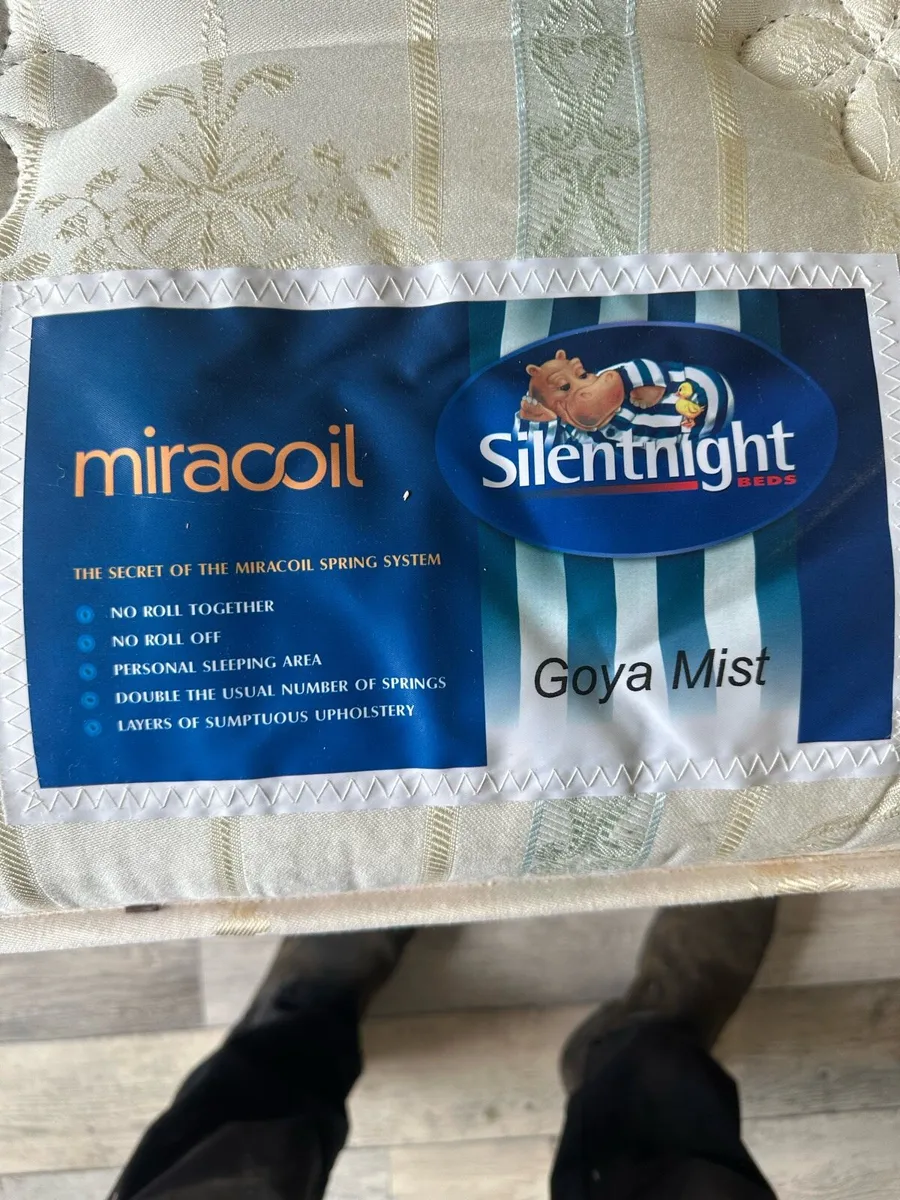 miracoil
THE SECRET OF THE MIRACOIL SPRING SYSTEM
NO ROLL TOGETHER
NO ROLL OFF
PERSONAL SLEEPING AREA
DOUBLE THE USUAL NUMBER OF SPRINGS
LAYERS OF SUMPTUOUS UPHOLSTERY
Silentnight
BEDS
Goya Mist